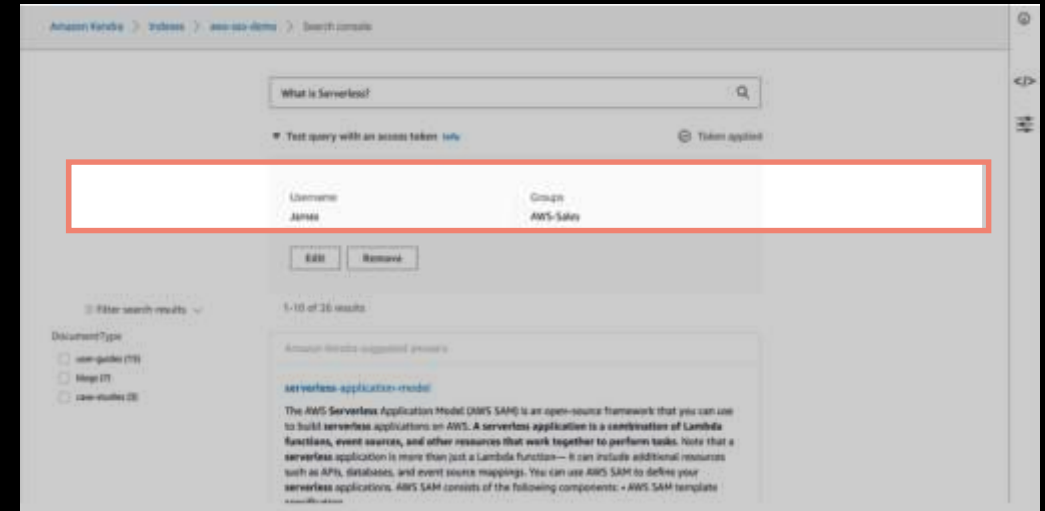 Amazon Kendra > Indexes > aws-sso-demo > Search console
What is Serverless?
▼ Test query with an access token Info
Token applied
Username
Groups
James
AWS-Sales
Edit
Remove
Filter search results
1-10 of 26 results
DocumentType
user-guides (15)
blogs (7)
case-studies (3)
Amazon Kendra suggested answers
serverless-application-model
The AWS Serverless Application Model (AWS SAM) is an open-source framework that you can use
to build serverless applications on AWS. A serverless application is a combination of Lambda
functions, event sources, and other resources that work together to perform tasks. Note that a
serverless application is more than just a Lambda function— it can include additional resources
such as APIs, databases, and event source mappings. You can use AWS SAM to define your
serverless applications. AWS SAM consists of the following components: • AWS SAM template